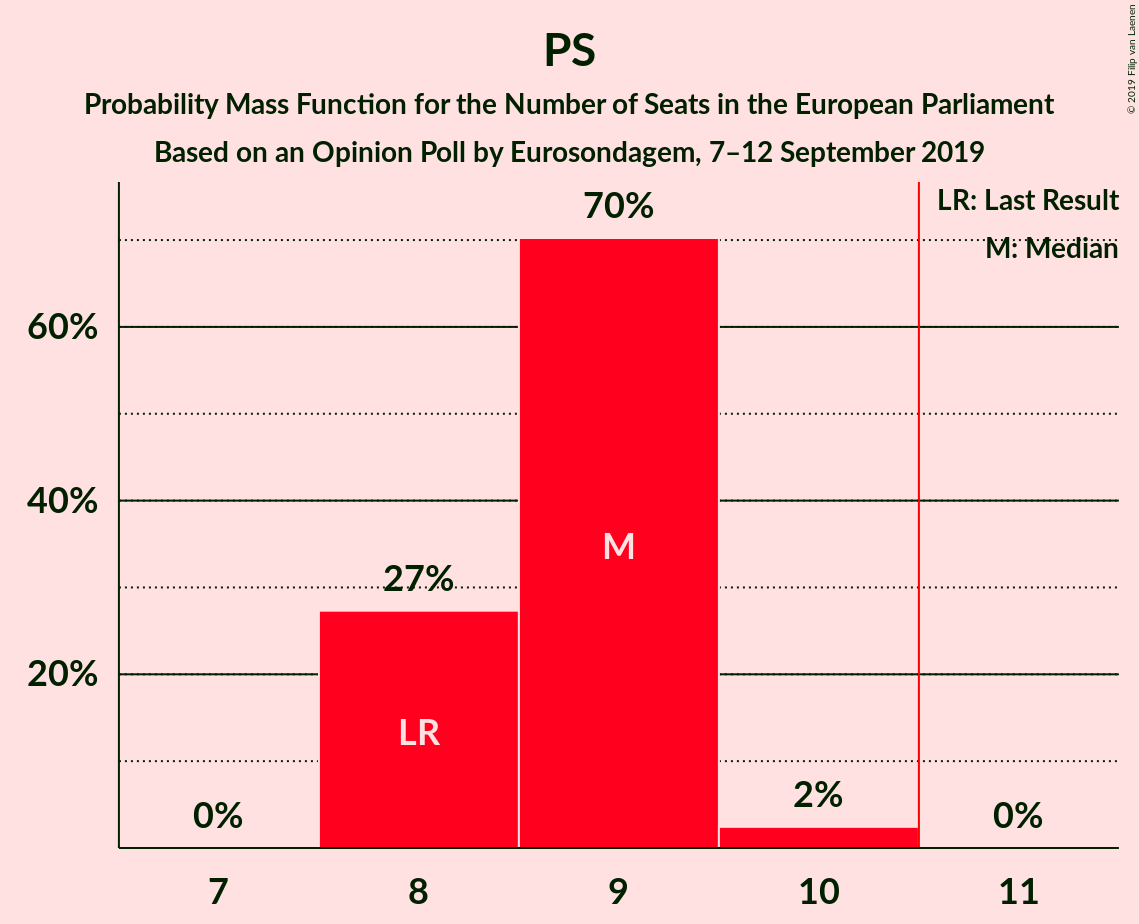 PS
Probability Mass Function for the Number of Seats in the European Parliament
Based on an Opinion Poll by Eurosondagem, 7–12 September 2019
© 2019 Filip van Laenen
LR: Last Result
M: Median
70%
60%
40%
27%
20%
M
LR
0%
2%
0%
7
8
9
10
11